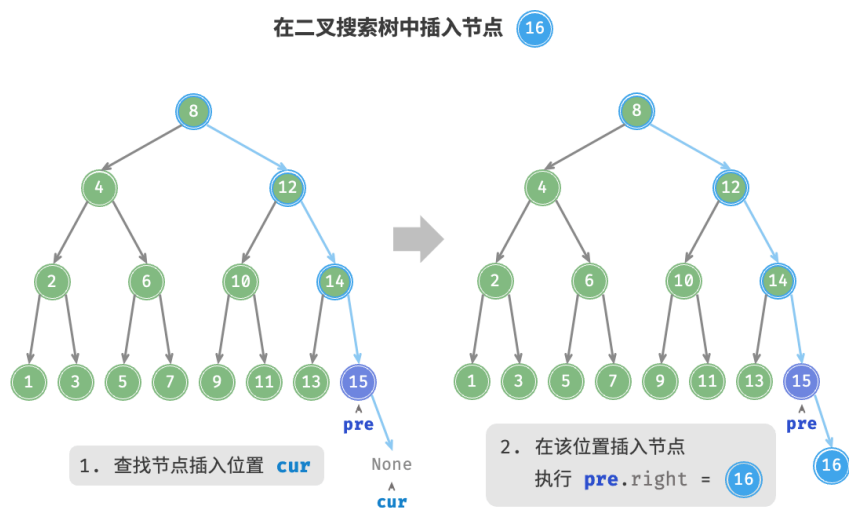 在二叉搜索树中插入节点 16
8
4 12
2 6 10 14
1 3 5 7 9 11 13 15
pre
None
cur
1. 查找节点插入位置 cur
8
4 12
2 6 10 14
1 3 5 7 9 11 13 15
pre
16
2. 在该位置插入节点
执行 pre.right = 16